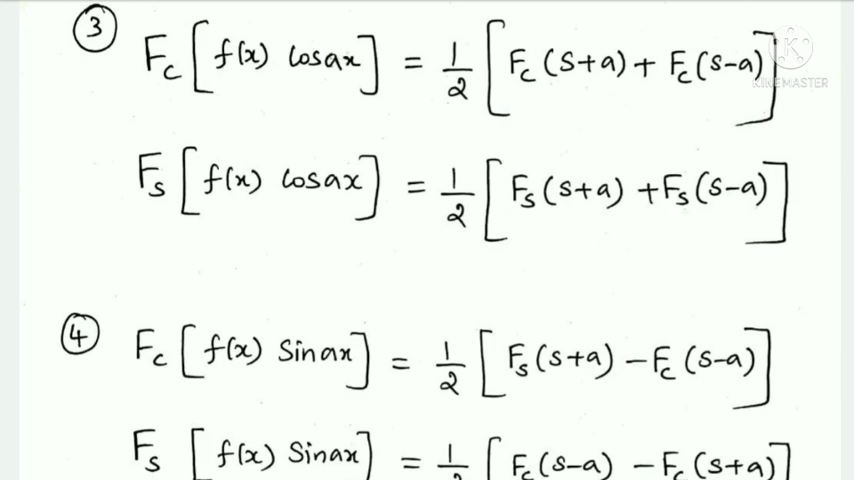 ③ Fc [f(x) cosax] = 1/2 [Fc (s+a) + Fc (s-a)]
KINEMASTER
Fs [f(x) cosax] = 1/2 [Fs (s+a) + Fs (s-a)]
④ Fc [f(x) Sinax] = 1/2 [Fs (s+a) - Fc (s-a)]
Fs [f(x) Sinax] = 1/2 [Fc (s-a) - Fc (s+a)]